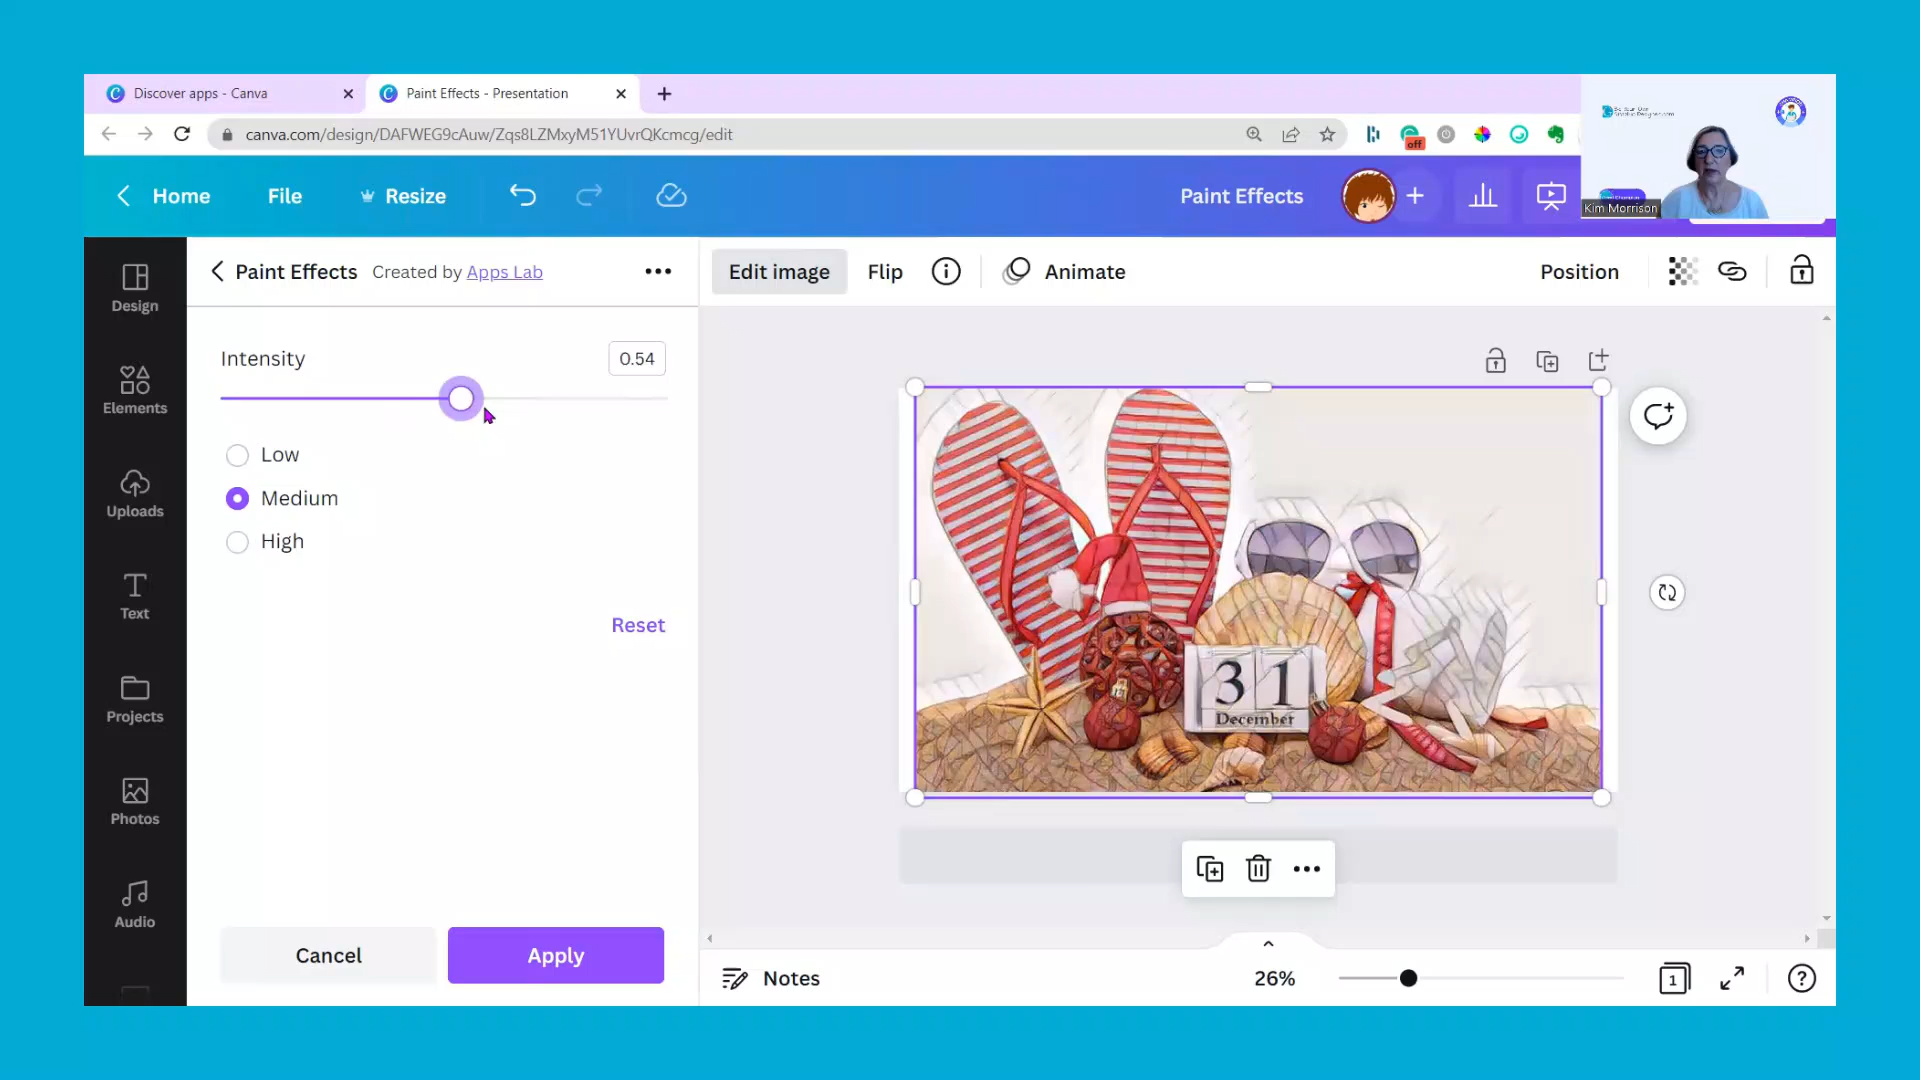 Discover apps - Canva
Paint Effects - Presentation
canva.com/design/DAFWEG9cAuw/Zqs8LZMxyM51YUvrQKcmcg/edit
off
Kim Morrison
Home
File
Resize
Paint Effects
Design
Elements
Uploads
Text
Projects
Photos
Audio
Paint Effects
Created by Apps Lab
Intensity
0.54
Low
Medium
High
Reset
Cancel
Apply
Edit image
Flip
Animate
Position
31
December
Notes
26%
1